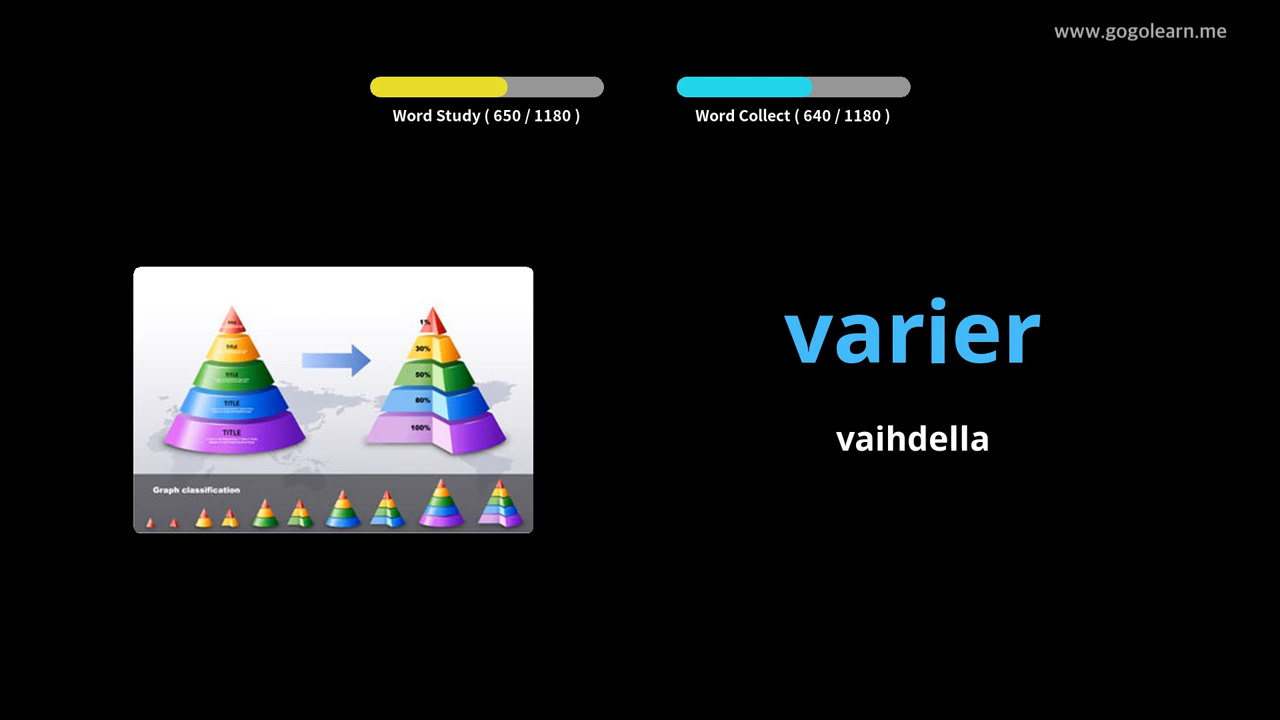 www.gogolearn.me
Word Study ( 650 / 1180 )
Word Collect ( 640 / 1180 )
varier
vaihdella
TITLE
TITLE
TITLE
TITLE
1%
30%
50%
80%
100%
Graph classification